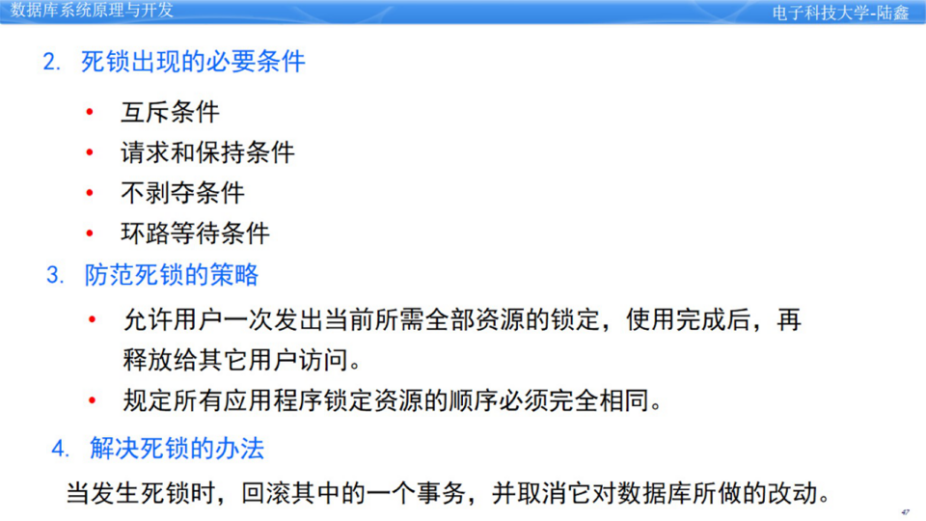 数据库系统原理与开发
电子科技大学-陆鑫
2. 死锁出现的必要条件
• 互斥条件
• 请求和保持条件
• 不剥夺条件
• 环路等待条件
3. 防范死锁的策略
• 允许用户一次发出当前所需全部资源的锁定，使用完成后，再
释放给其它用户访问。
• 规定所有应用程序锁定资源的顺序必须完全相同。
4. 解决死锁的办法
当发生死锁时，回滚其中的一个事务，并取消它对数据库所做的改动。
47